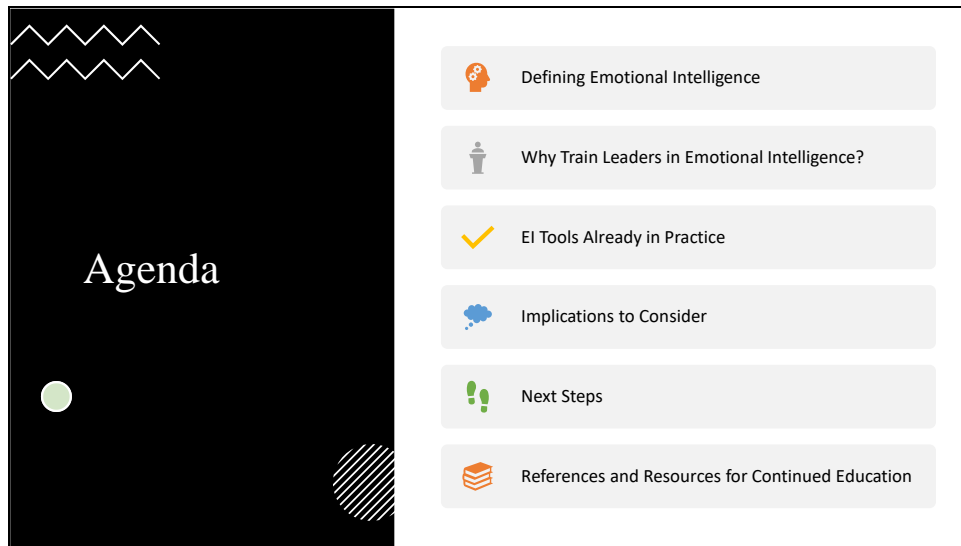 Agenda
Defining Emotional Intelligence
Why Train Leaders in Emotional Intelligence?
EI Tools Already in Practice
Implications to Consider
Next Steps
References and Resources for Continued Education